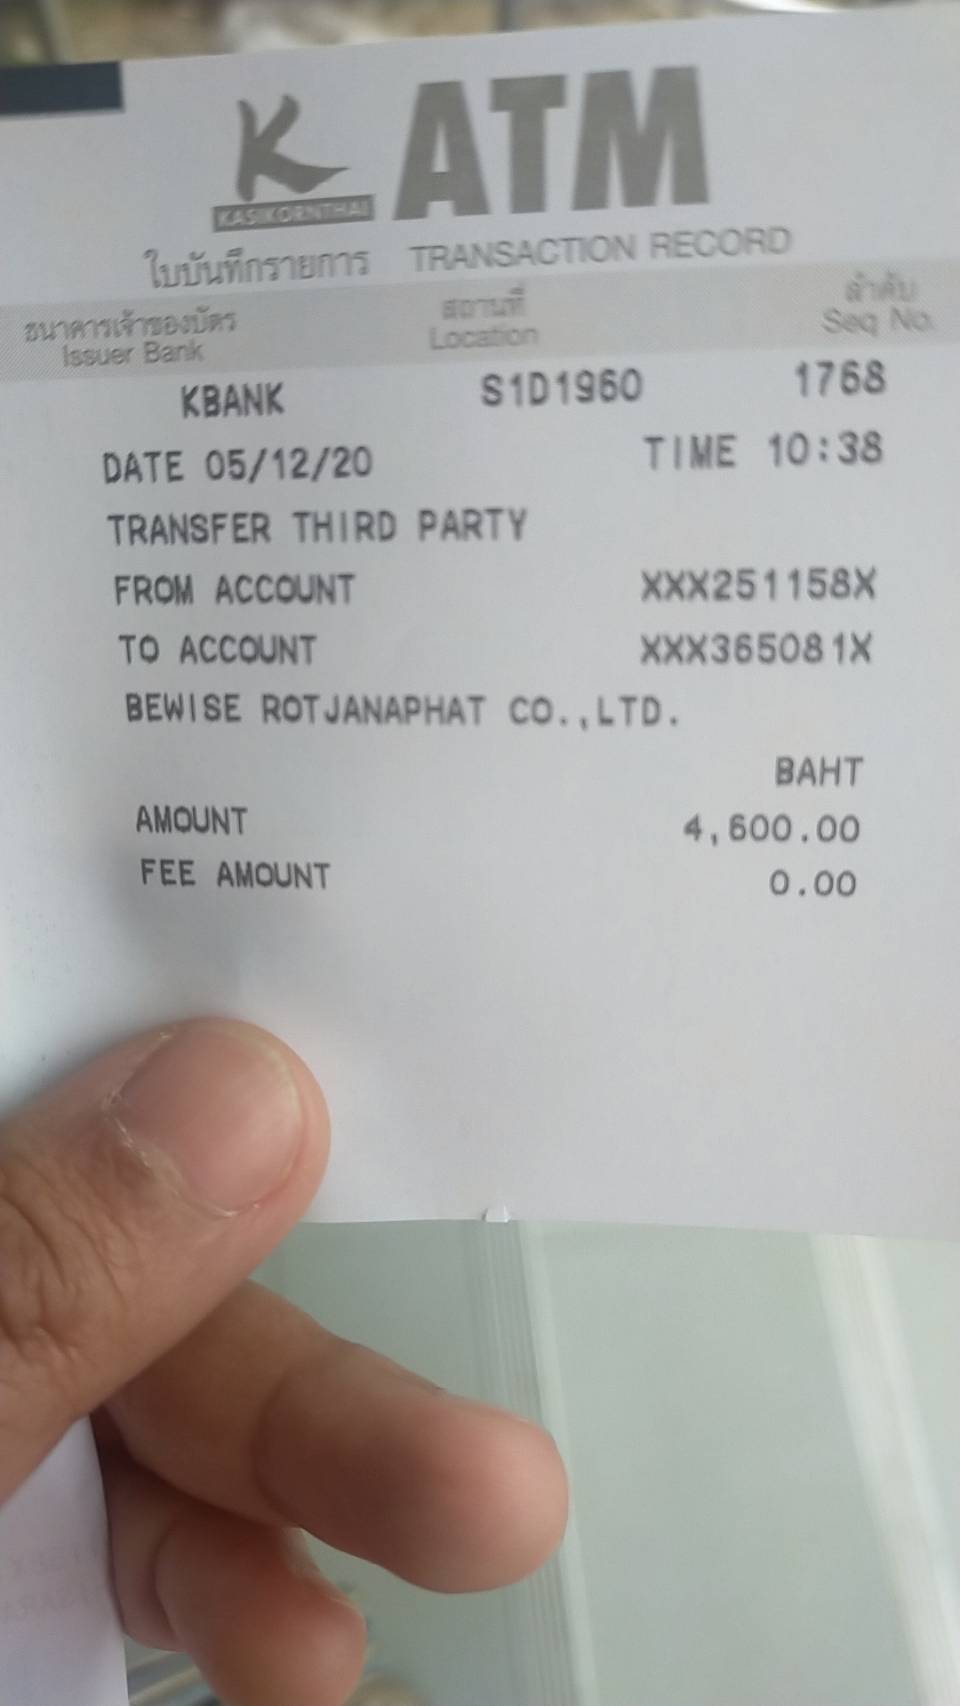 K ATM
KASIKORNTHAI
ใบบันทึกรายการ TRANSACTION RECORD
ธนาคารเจ้าของบัตร สถานที่ ลำดับ
Issuer Bank Location Seq No.
KBANK S1D1960 1768
DATE 05/12/20 TIME 10:38
TRANSFER THIRD PARTY
FROM ACCOUNT XXX251158X
TO ACCOUNT XXX365081X
BEWISE ROTJANAPHAT CO.,LTD.
BAHT
AMOUNT 4,600.00
FEE AMOUNT 0.00